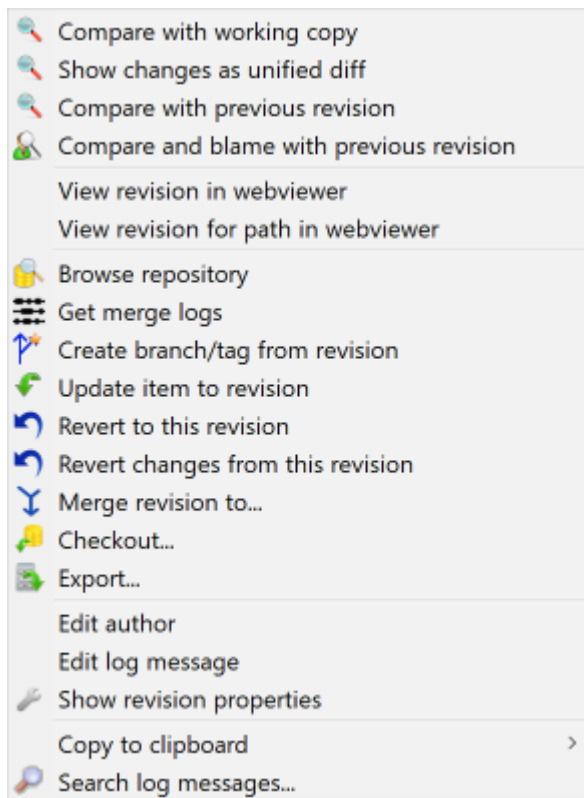 Compare with working copy
Show changes as unified diff
Compare with previous revision
Compare and blame with previous revision
View revision in webviewer
View revision for path in webviewer
Browse repository
Get merge logs
Create branch/tag from revision
Update item to revision
Revert to this revision
Revert changes from this revision
Merge revision to...
Checkout...
Export...
Edit author
Edit log message
Show revision properties
Copy to clipboard
Search log messages...